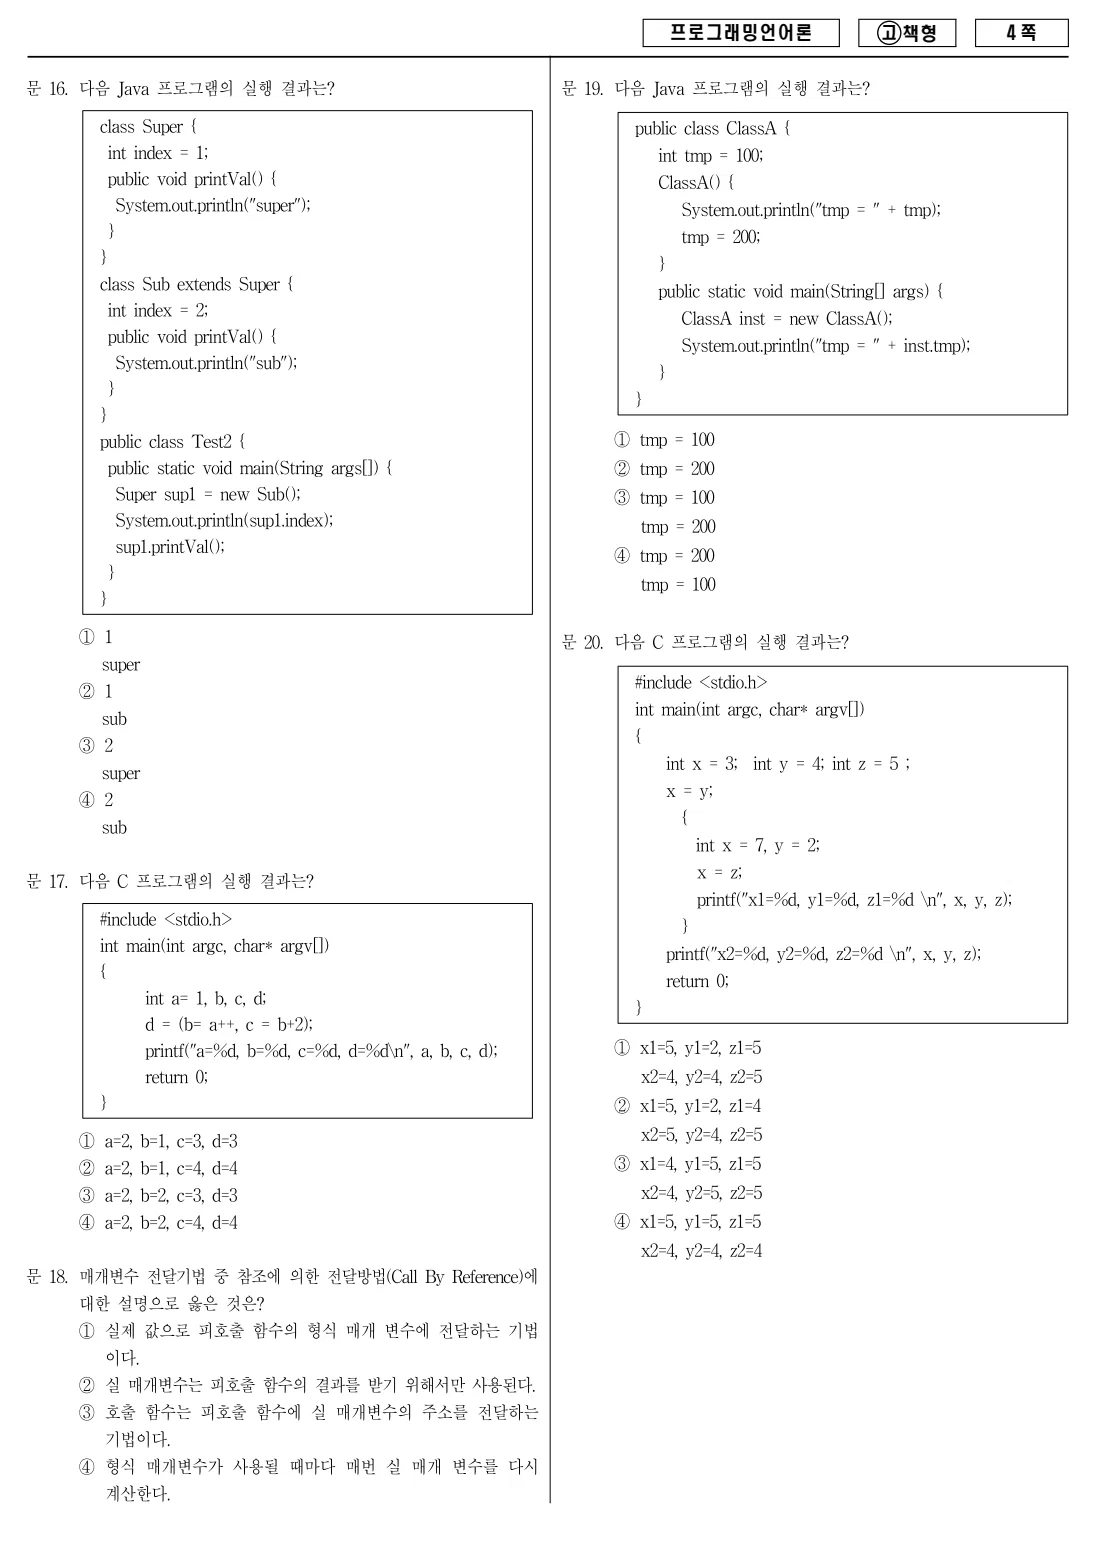 프로그래밍언어론
고책형
4쪽
문 16. 다음 Java 프로그램의 실행 결과는?
class Super {
int index = 1;
public void printVal() {
System.out.println("super");
}
}
class Sub extends Super {
int index = 2;
public void printVal() {
System.out.println("sub");
}
}
public class Test2 {
public static void main(String args[]) {
Super sup1 = new Sub();
System.out.println(sup1.index);
sup1.printVal();
}
}
① 1
super
② 1
sub
③ 2
super
④ 2
sub
문 17. 다음 C 프로그램의 실행 결과는?
#include <stdio.h>
int main(int argc, char* argv[])
{
int a= 1, b, c, d;
d = (b= a++, c = b+2);
printf("a=%d, b=%d, c=%d, d=%d\n", a, b, c, d);
return 0;
}
① a=2, b=1, c=3, d=3
② a=2, b=1, c=4, d=4
③ a=2, b=2, c=3, d=3
④ a=2, b=2, c=4, d=4
문 18. 매개변수 전달기법 중 참조에 의한 전달방법(Call By Reference)에
대한 설명으로 옳은 것은?
① 실제 값으로 피호출 함수의 형식 매개 변수에 전달하는 기법
이다.
② 실 매개변수는 피호출 함수의 결과를 받기 위해서만 사용된다.
③ 호출 함수는 피호출 함수에 실 매개변수의 주소를 전달하는
기법이다.
④ 형식 매개변수가 사용될 때마다 매번 실 매개 변수를 다시
계산한다.
문 19. 다음 Java 프로그램의 실행 결과는?
public class ClassA {
int tmp = 100;
ClassA() {
System.out.println("tmp = " + tmp);
tmp = 200;
}
public static void main(String[] args) {
ClassA inst = new ClassA();
System.out.println("tmp = " + inst.tmp);
}
}
① tmp = 100
② tmp = 200
③ tmp = 100
tmp = 200
④ tmp = 200
tmp = 100
문 20. 다음 C 프로그램의 실행 결과는?
#include <stdio.h>
int main(int argc, char* argv[])
{
int x = 3; int y = 4; int z = 5 ;
x = y;
{
int x = 7, y = 2;
x = z;
printf("x1=%d, y1=%d, z1=%d \n", x, y, z);
}
printf("x2=%d, y2=%d, z2=%d \n", x, y, z);
return 0;
}
① x1=5, y1=2, z1=5
x2=4, y2=4, z2=5
② x1=5, y1=2, z1=4
x2=5, y2=4, z2=5
③ x1=4, y1=5, z1=5
x2=4, y2=5, z2=5
④ x1=5, y1=5, z1=5
x2=4, y2=4, z2=4